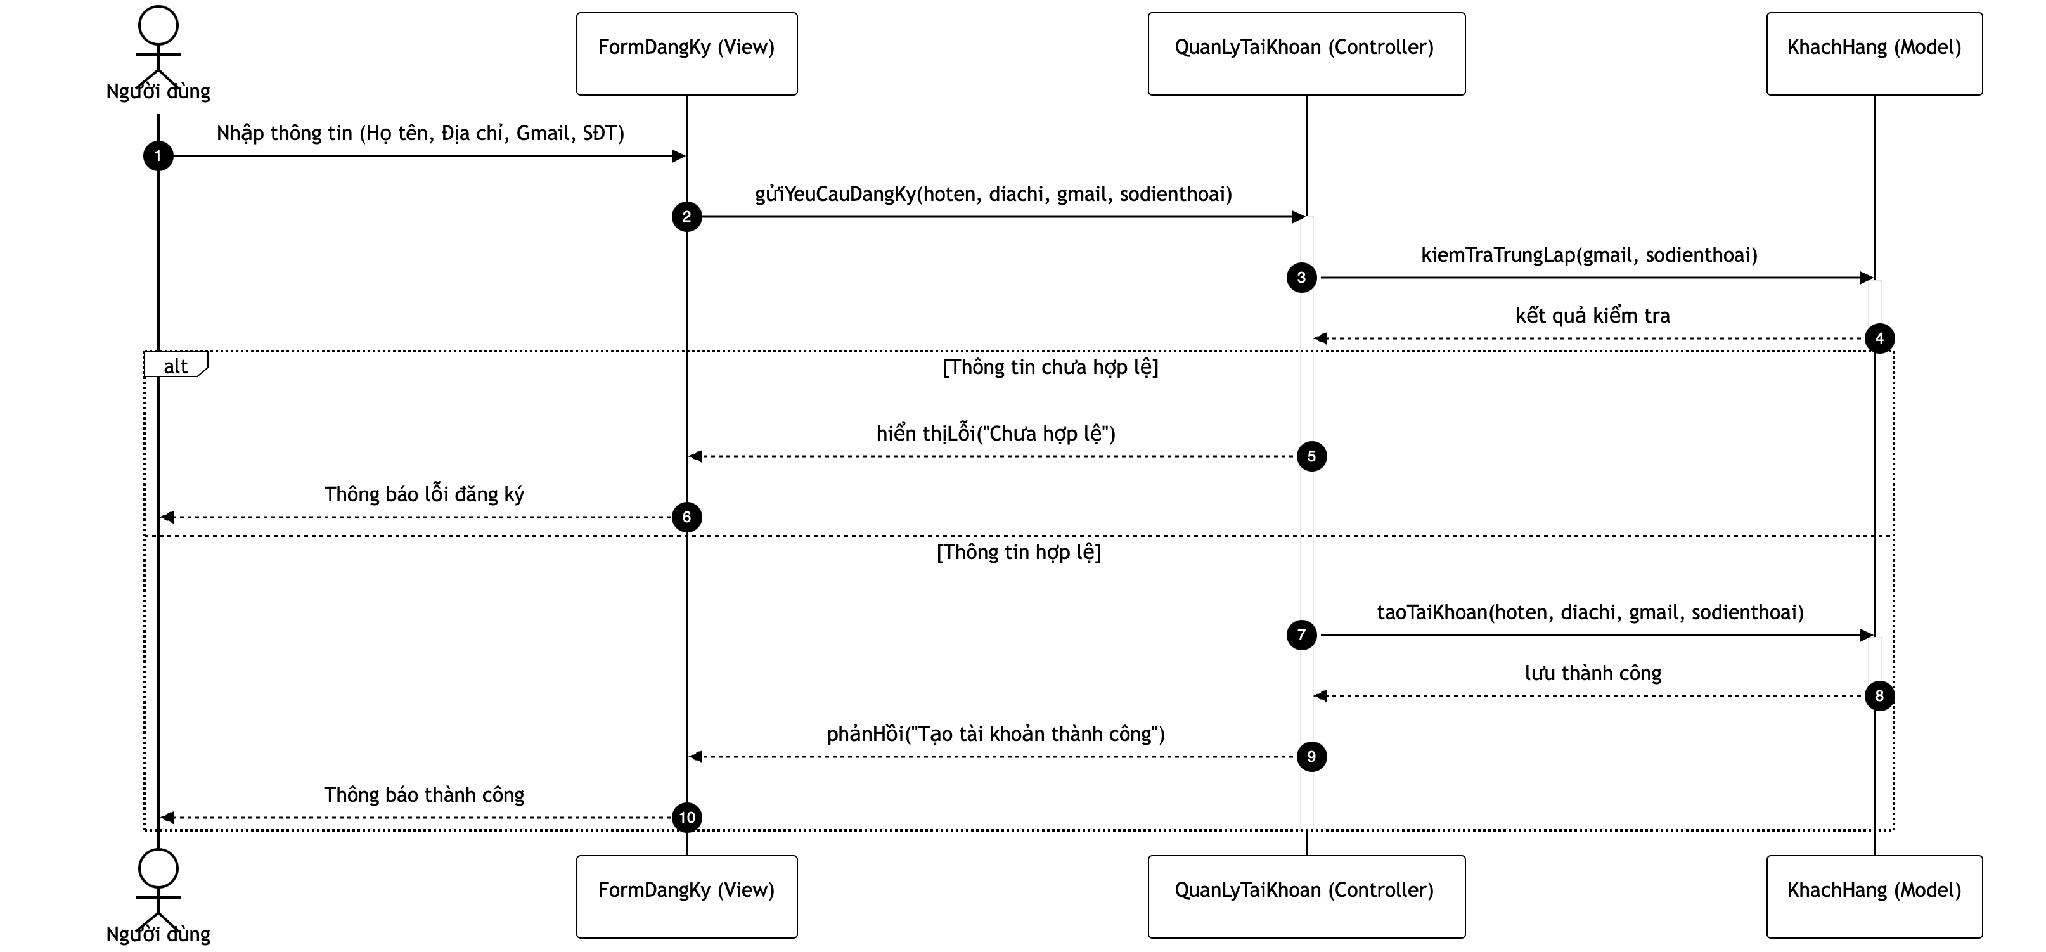 Người dùng
FormDangKy (View)
QuanLyTaiKhoan (Controller)
KhachHang (Model)
Nhập thông tin (Họ tên, Địa chỉ, Gmail, SĐT)
1
gửiYeuCauDangKy(hoten, diachi, gmail, sodienthoai)
2
kiemTraTrungLap(gmail, sodienthoai)
3
kết quả kiểm tra
4
alt
[Thông tin chưa hợp lệ]
hiển thịLỗi("Chưa hợp lệ")
5
Thông báo lỗi đăng ký
6
[Thông tin hợp lệ]
taoTaiKhoan(hoten, diachi, gmail, sodienthoai)
7
lưu thành công
8
phảnHồi("Tạo tài khoản thành công")
9
Thông báo thành công
10
Người dùng
FormDangKy (View)
QuanLyTaiKhoan (Controller)
KhachHang (Model)